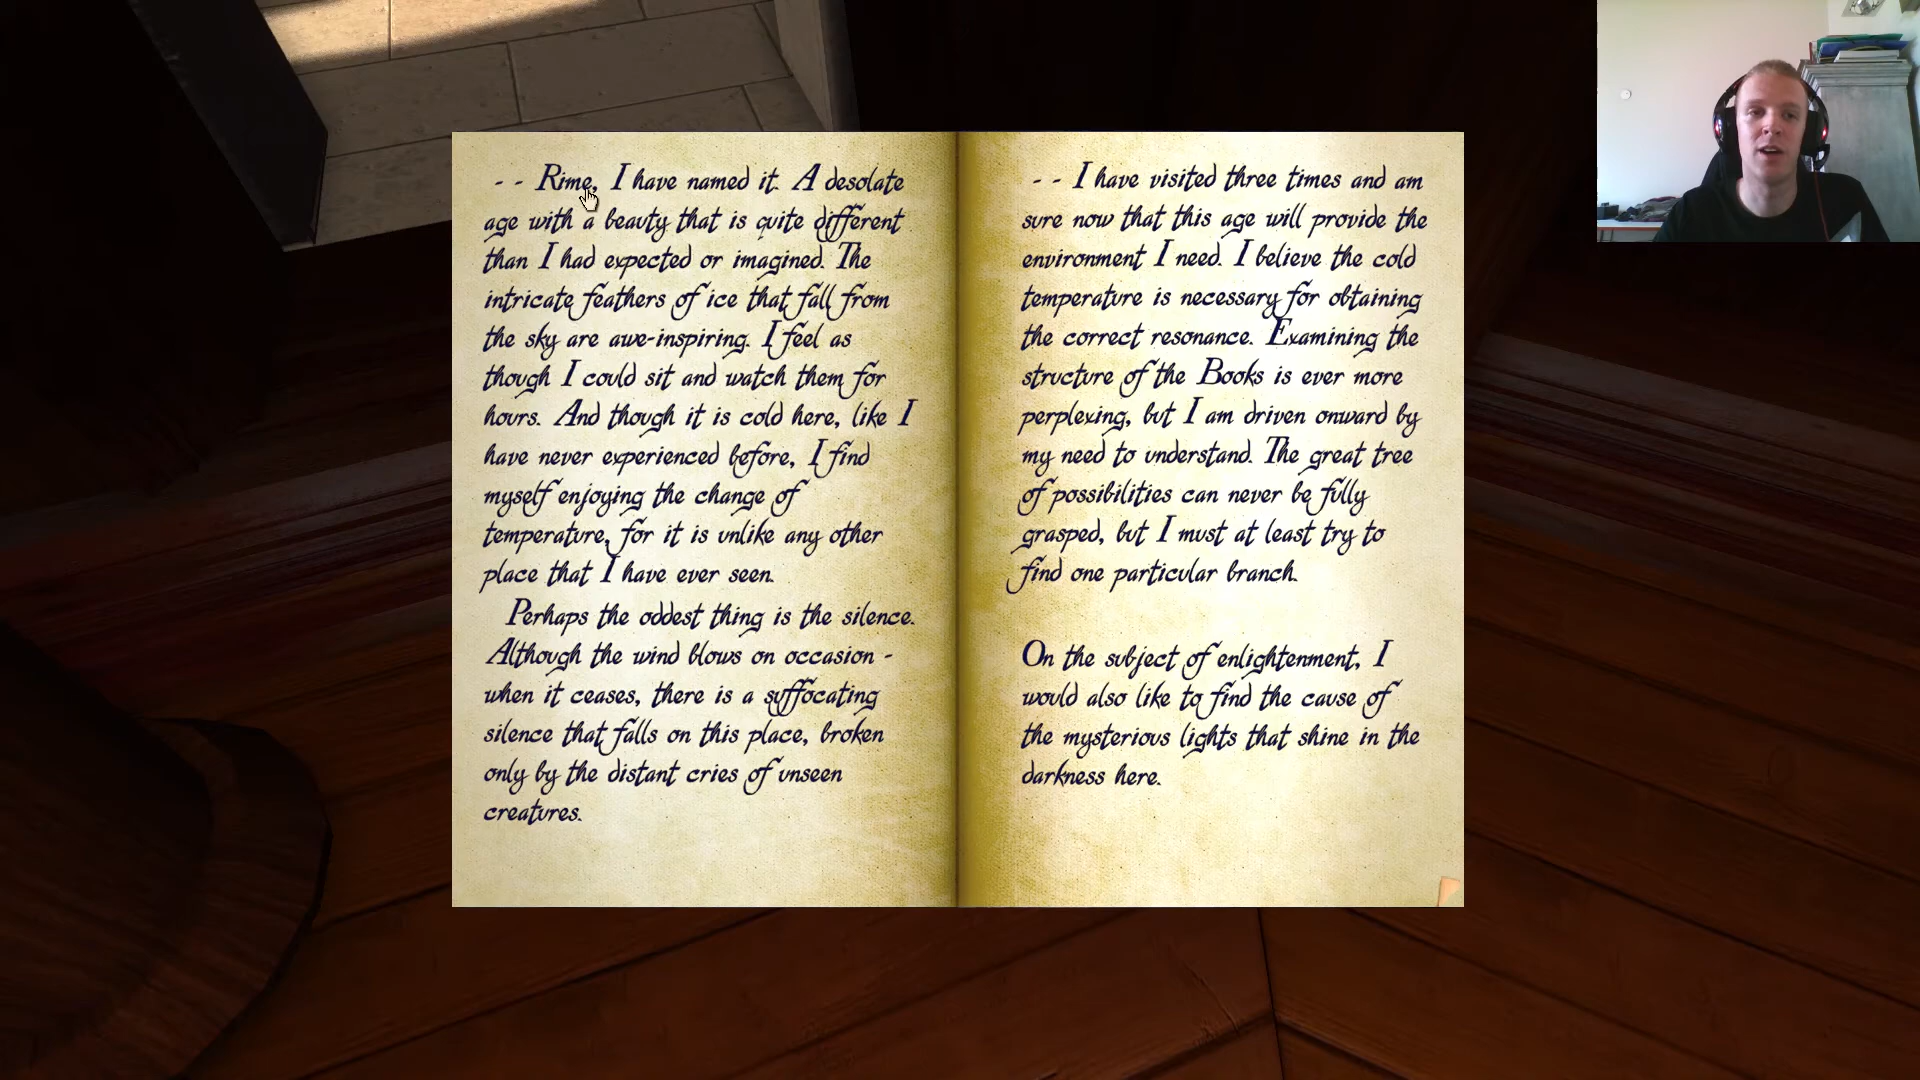 -- Rime, I have named it. A desolate
age with a beauty that is quite different
than I had expected or imagined. The
intricate feathers of ice that fall from
the sky are awe-inspiring. I feel as
though I could sit and watch them for
hours. And though it is cold here, like I
have never experienced before, I find
myself enjoying the change of
temperature, for it is unlike any other
place that I have ever seen.
Perhaps the oddest thing is the silence.
Although the wind blows on occasion -
when it ceases, there is a suffocating
silence that falls on this place, broken
only by the distant cries of unseen
creatures.
-- I have visited three times and am
sure now that this age will provide the
environment I need. I believe the cold
temperature is necessary for obtaining
the correct resonance. Examining the
structure of the Books is ever more
perplexing, but I am driven onward by
my need to understand. The great tree
of possibilities can never be fully
grasped, but I must at least try to
find one particular branch.
On the subject of enlightenment, I
would also like to find the cause of
the mysterious lights that shine in the
darkness here.